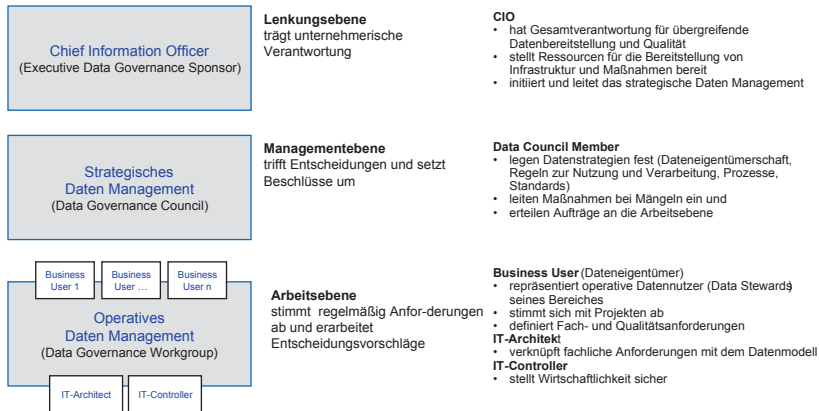 Chief Information Officer
(Executive Data Governance Sponsor)
Lenkungsebene
trägt unternehmerische
Verantwortung
CIO
• hat Gesamtverantwortung für übergreifende
Datenbereitstellung und Qualität
• stellt Ressourcen für die Bereitstellung von
Infrastruktur und Maßnahmen bereit
• initiiert und leitet das strategische Daten Management
Strategisches
Daten Management
(Data Governance Council)
Managementebene
trifft Entscheidungen und setzt
Beschlüsse um
Data Council Member
• legen Datenstrategien fest (Dateneigentümerschaft,
Regeln zur Nutzung und Verarbeitung, Prozesse,
Standards)
• leiten Maßnahmen bei Mängeln ein und
• erteilen Aufträge an die Arbeitsebene
Business
User 1
Business
User …
Business
User n
Operatives
Daten Management
(Data Governance Workgroup)
IT-Architect
IT-Controller
Arbeitsebene
stimmt regelmäßig Anfor-derungen
ab und erarbeitet
Entscheidungsvorschläge
Business User (Dateneigentümer)
• repräsentiert operative Datennutzer (Data Stewards)
seines Bereiches
• stimmt sich mit Projekten ab
• definiert Fach- und Qualitätsanforderungen
IT-Architekt
• verknüpft fachliche Anforderungen mit dem Datenmodell
IT-Controller
• stellt Wirtschaftlichkeit sicher